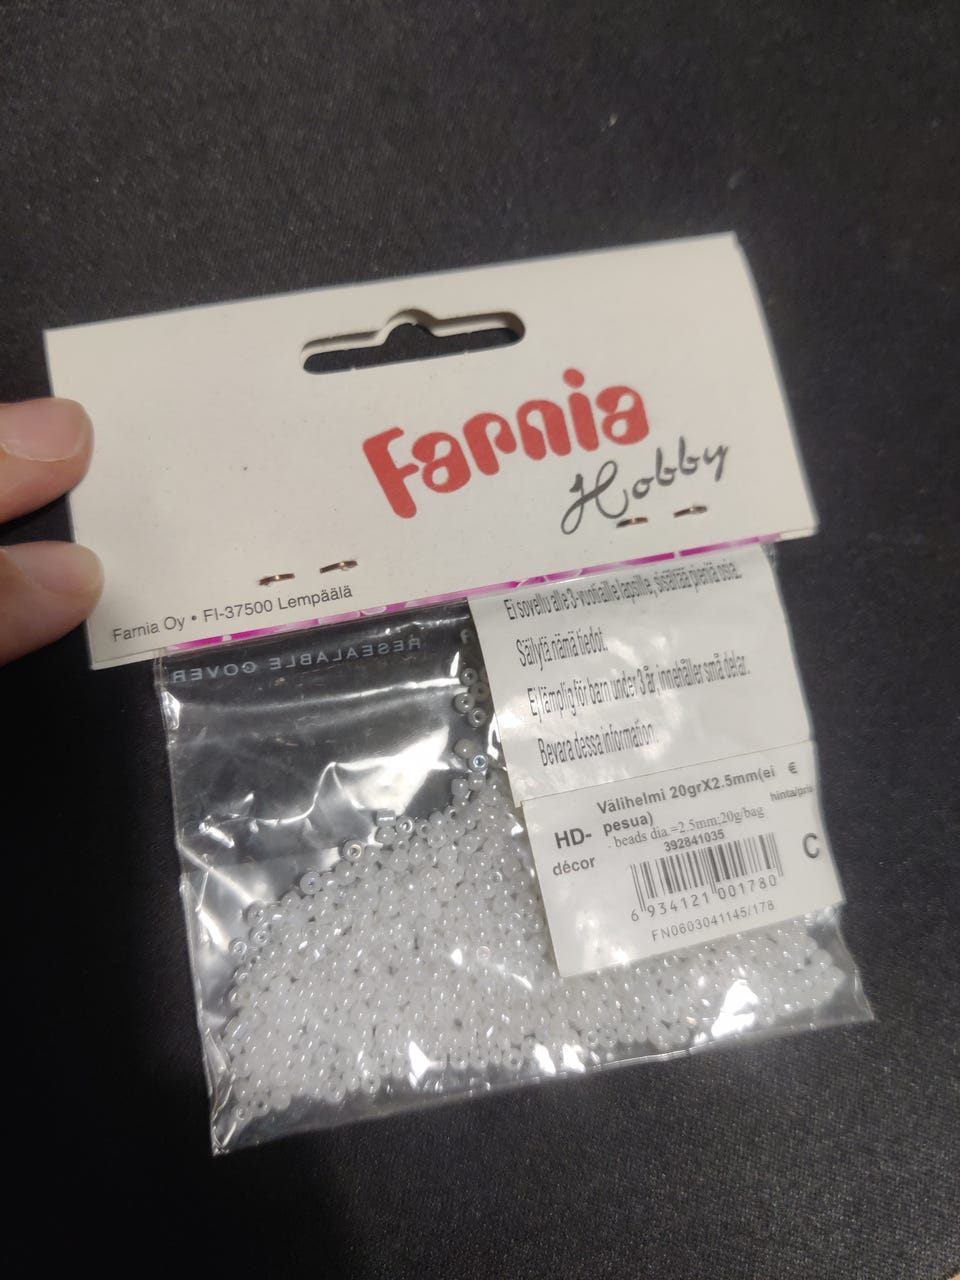 Farnia
Hobby
Farnia Oy • FI-37500 Lempäälä
RESEALABLE COVER
Ei sovellu alle 3-vuotiaille lapsille, sisältää pieniä osia.
Säilytä nämä tiedot.
Ej lämplig för barn under 3 år, innehåller små delar.
Bevara dessa information.
Välihelmi 20grX2.5mm(ei €
pesua) hinta/pris
HD-
décor
beads dia.=2.5mm;20g/bag
392841035
C
6 934121 001780
FN0603041145/178